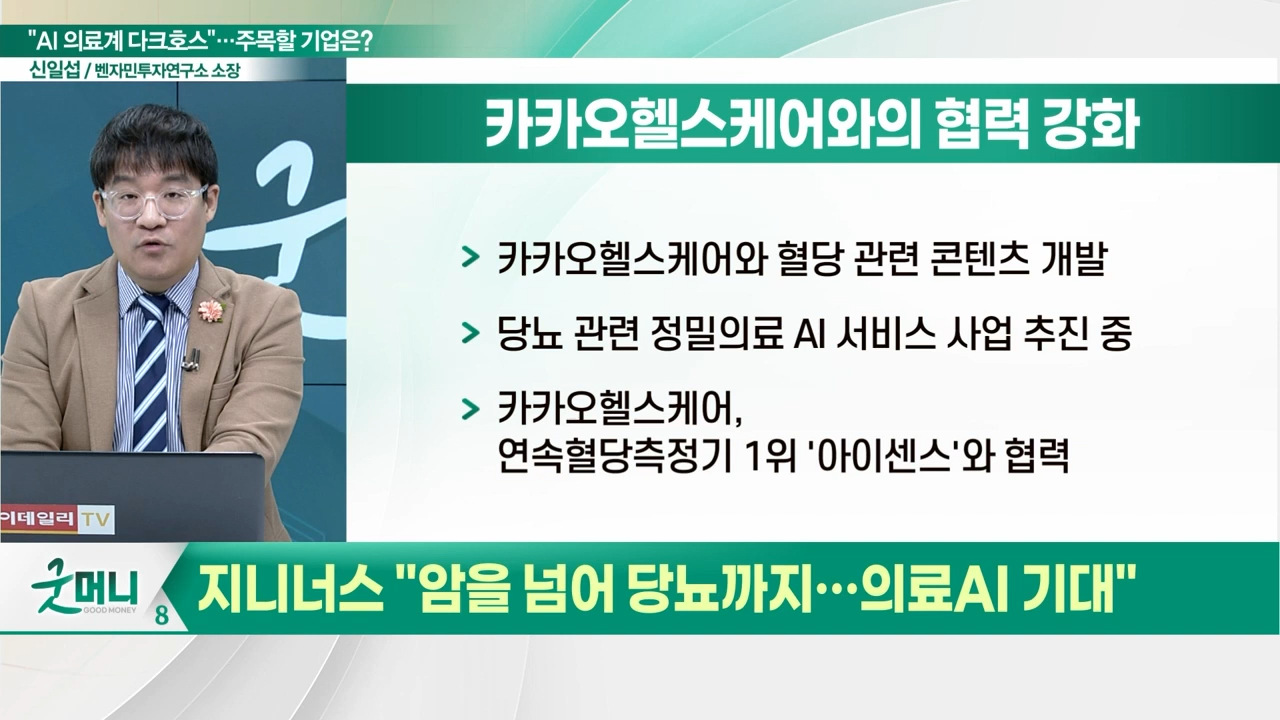 "AI 의료계 다크호스"…주목할 기업은?
신일섭 / 벤자민투자연구소 소장
카카오헬스케어와의 협력 강화
> 카카오헬스케어와 혈당 관련 콘텐츠 개발
> 당뇨 관련 정밀의료 AI 서비스 사업 추진 중
> 카카오헬스케어,
연속혈당측정기 1위 '아이센스'와 협력
이데일리 TV
굿머니
GOOD MONEY
8
지니너스 "암을 넘어 당뇨까지…의료AI 기대"